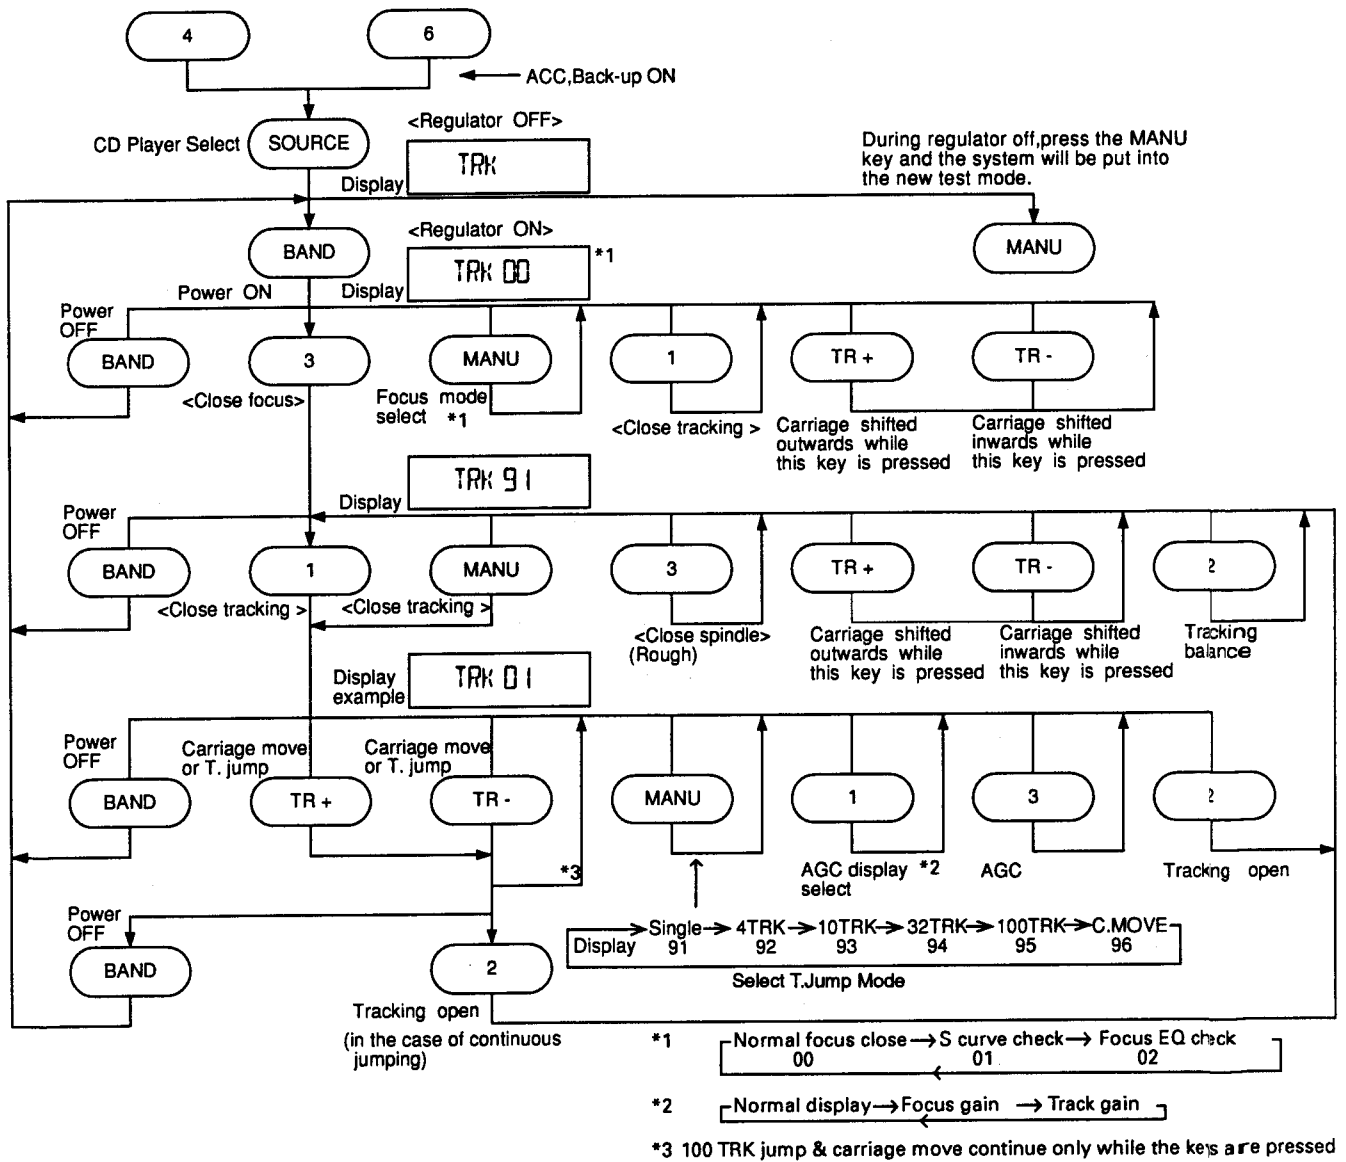 4
6
ACC,Back-up ON
CD Player Select
SOURCE
<Regulator OFF>
TRK
Display
During regulator off,press the MANU
key and the system will be put into
the new test mode.
MANU
BAND
<Regulator ON>
TRK 00
*1
Power ON
Display
Power
OFF
BAND
3
<Close focus>
MANU
Focus mode
select *1
1
<Close tracking >
TR +
Carriage shifted
outwards while
this key is pressed
TR -
Carriage shifted
inwards while
this key is pressed
TRK 91
Display
Power
OFF
BAND
1
<Close tracking >
MANU
<Close tracking >
3
<Close spindle>
(Rough)
TR +
Carriage shifted
outwards while
this key is pressed
TR -
Carriage shifted
inwards while
this key is pressed
2
Tracking
balance
Display
example
TRK 01
Power
OFF
BAND
Carriage move
or T. jump
TR +
Carriage move
or T. jump
TR -
*3
MANU
1
AGC display *2
select
3
AGC
2
Tracking open
Power
OFF
BAND
2
Tracking open
(in the case of continuous
jumping)
Single 4TRK 10TRK 32TRK 100TRK C.MOVE
Display 91 92 93 94 95 96
Select T.Jump Mode
*1 Normal focus close → S curve check → Focus EQ check
00 01 02
*2 Normal display → Focus gain → Track gain
*3 100 TRK jump & carriage move continue only while the keys are pressed